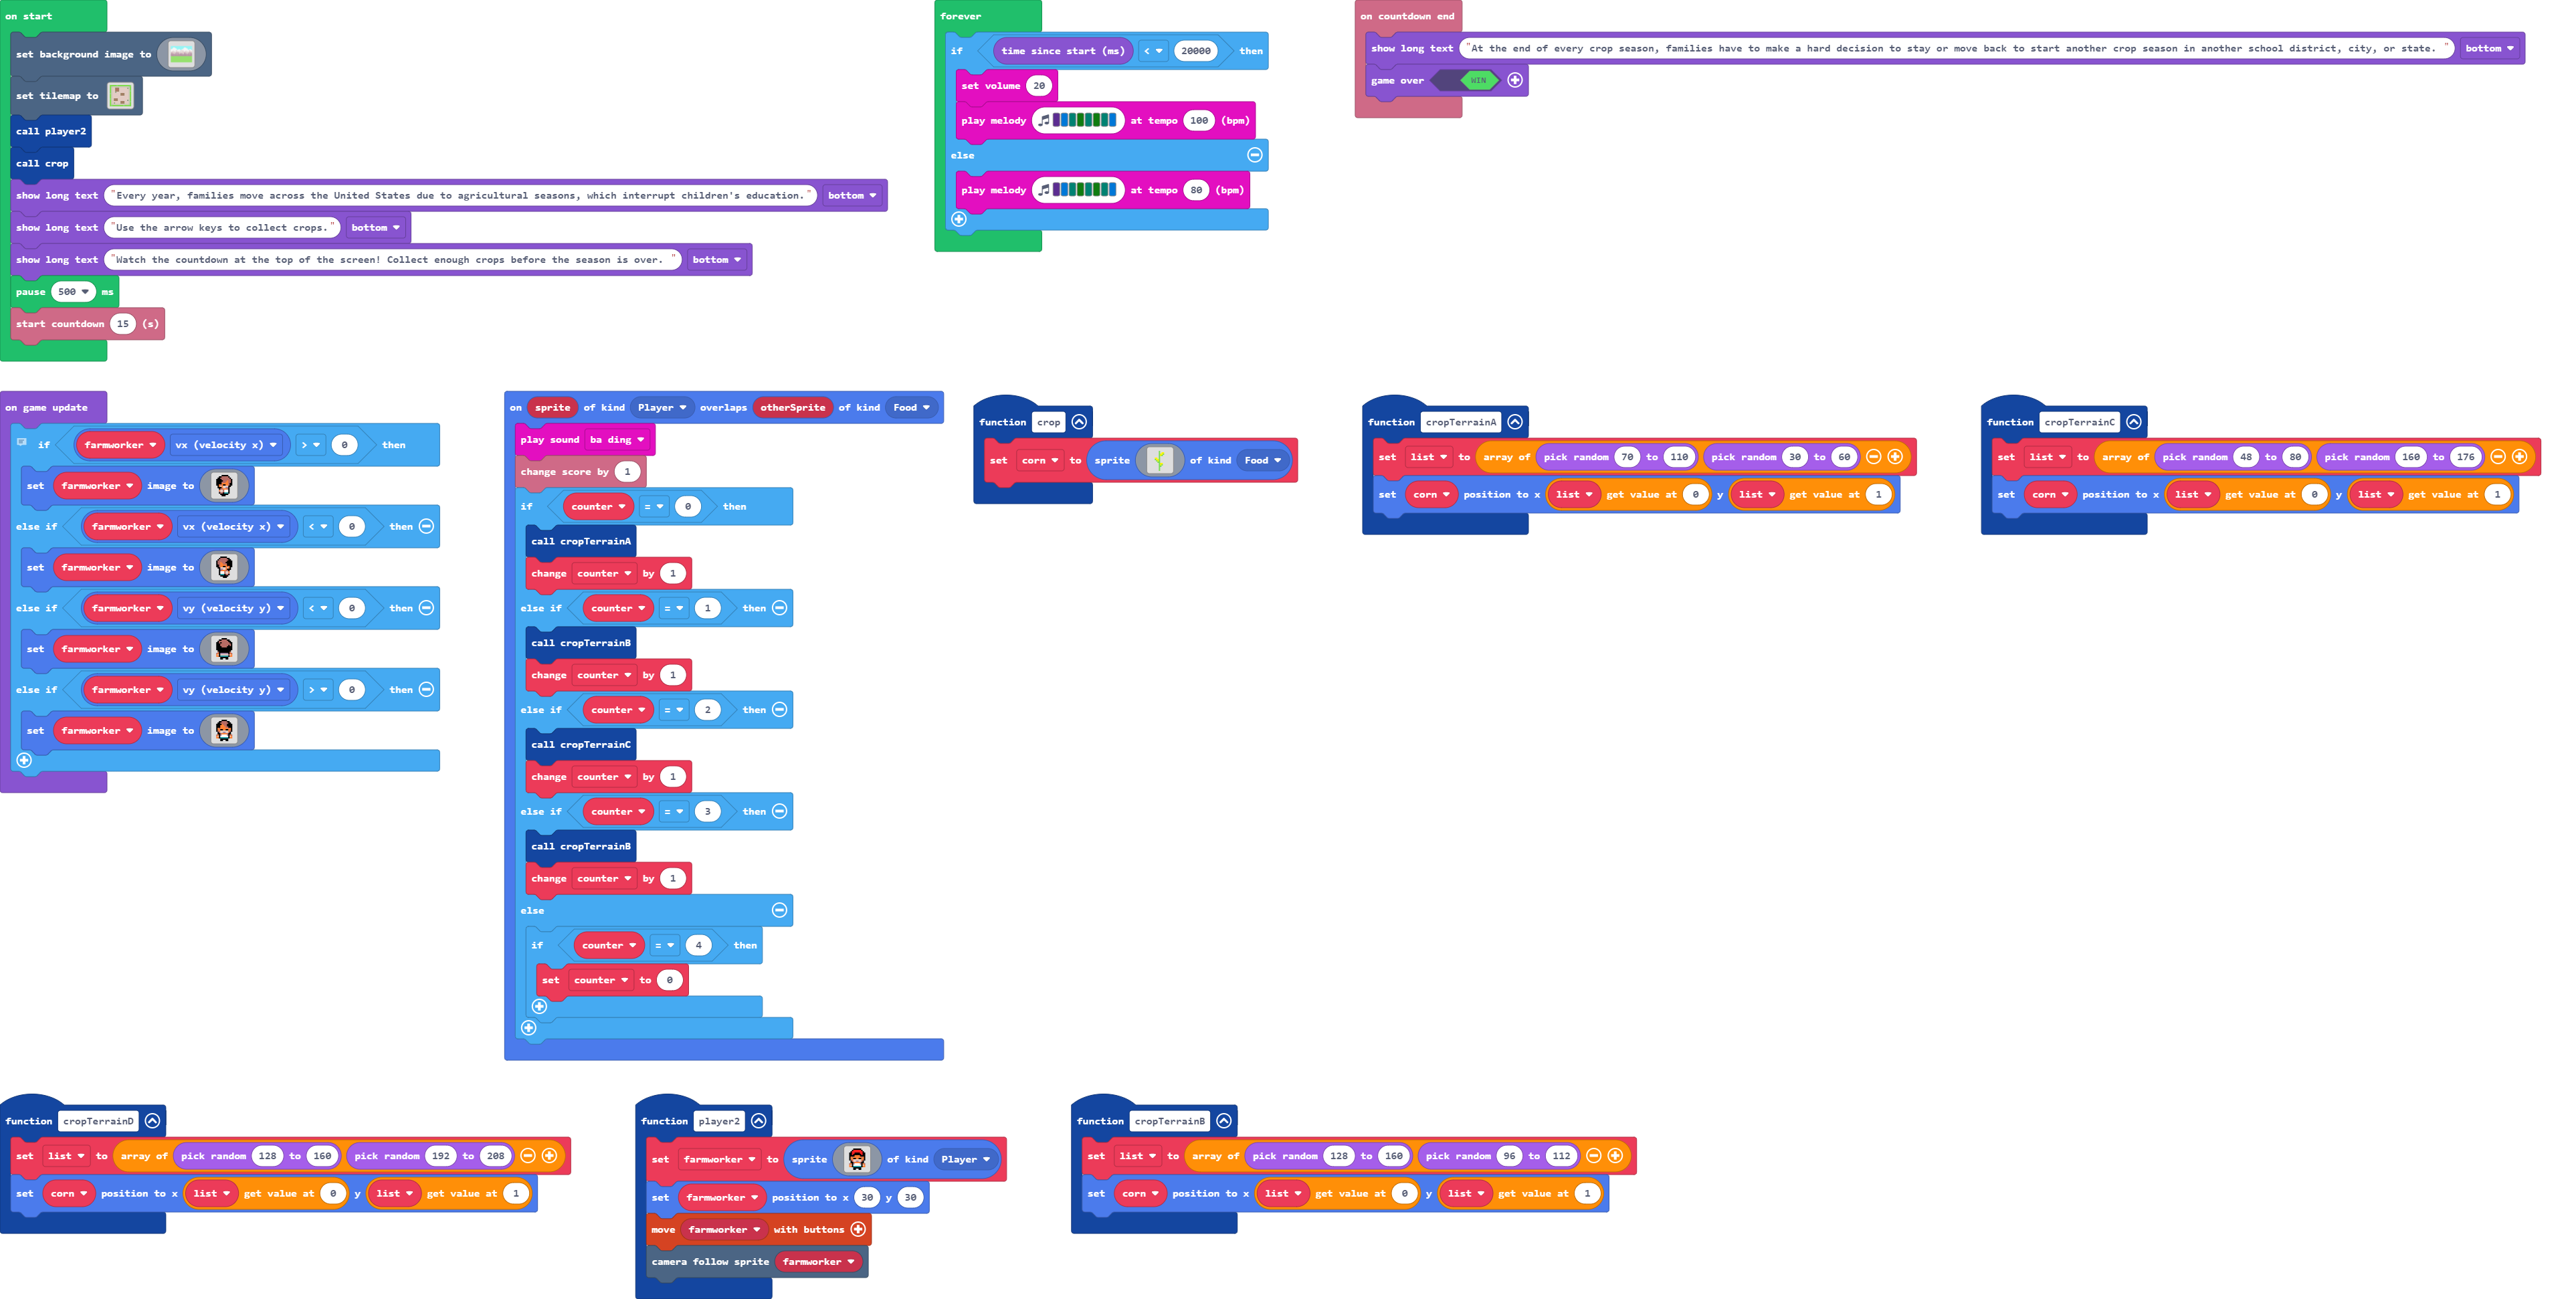 on start
set background image to
set tilemap to
call player2
call crop
show long text "Every year, families move across the United States due to agricultural seasons, which interrupt children's education." bottom
show long text "Use the arrow keys to collect crops." bottom
show long text "Watch the countdown at the top of the screen! Collect enough crops before the season is over. " bottom
pause 500 ms
start countdown 15 (s)
forever
if time since start (ms) < 20000 then
set volume 20
play melody at tempo 100 (bpm)
else
play melody at tempo 80 (bpm)
on countdown end
show long text "At the end of every crop season, families have to make a hard decision to stay or move back to start another crop season in another school district, city, or state. " bottom
game over WIN
on game update
if farmworker vx (velocity x) > 0 then
set farmworker image to
else if farmworker vx (velocity x) < 0 then
set farmworker image to
else if farmworker vy (velocity y) < 0 then
set farmworker image to
else if farmworker vy (velocity y) > 0 then
set farmworker image to
on sprite of kind Player overlaps otherSprite of kind Food
play sound ba ding
change score by 1
if counter = 0 then
call cropTerrainA
change counter by 1
else if counter = 1 then
call cropTerrainB
change counter by 1
else if counter = 2 then
call cropTerrainC
change counter by 1
else if counter = 3 then
call cropTerrainB
change counter by 1
else
if counter = 4 then
set counter to 0
function crop
set corn to sprite of kind Food
function cropTerrainA
set list to array of pick random 70 to 110 pick random 30 to 60
set corn position to x list get value at 0 y list get value at 1
function cropTerrainC
set list to array of pick random 48 to 80 pick random 160 to 176
set corn position to x list get value at 0 y list get value at 1
function cropTerrainD
set list to array of pick random 128 to 160 pick random 192 to 208
set corn position to x list get value at 0 y list get value at 1
function player2
set farmworker to sprite of kind Player
set farmworker position to x 30 y 30
move farmworker with buttons
camera follow sprite farmworker
function cropTerrainB
set list to array of pick random 128 to 160 pick random 96 to 112
set corn position to x list get value at 0 y list get value at 1